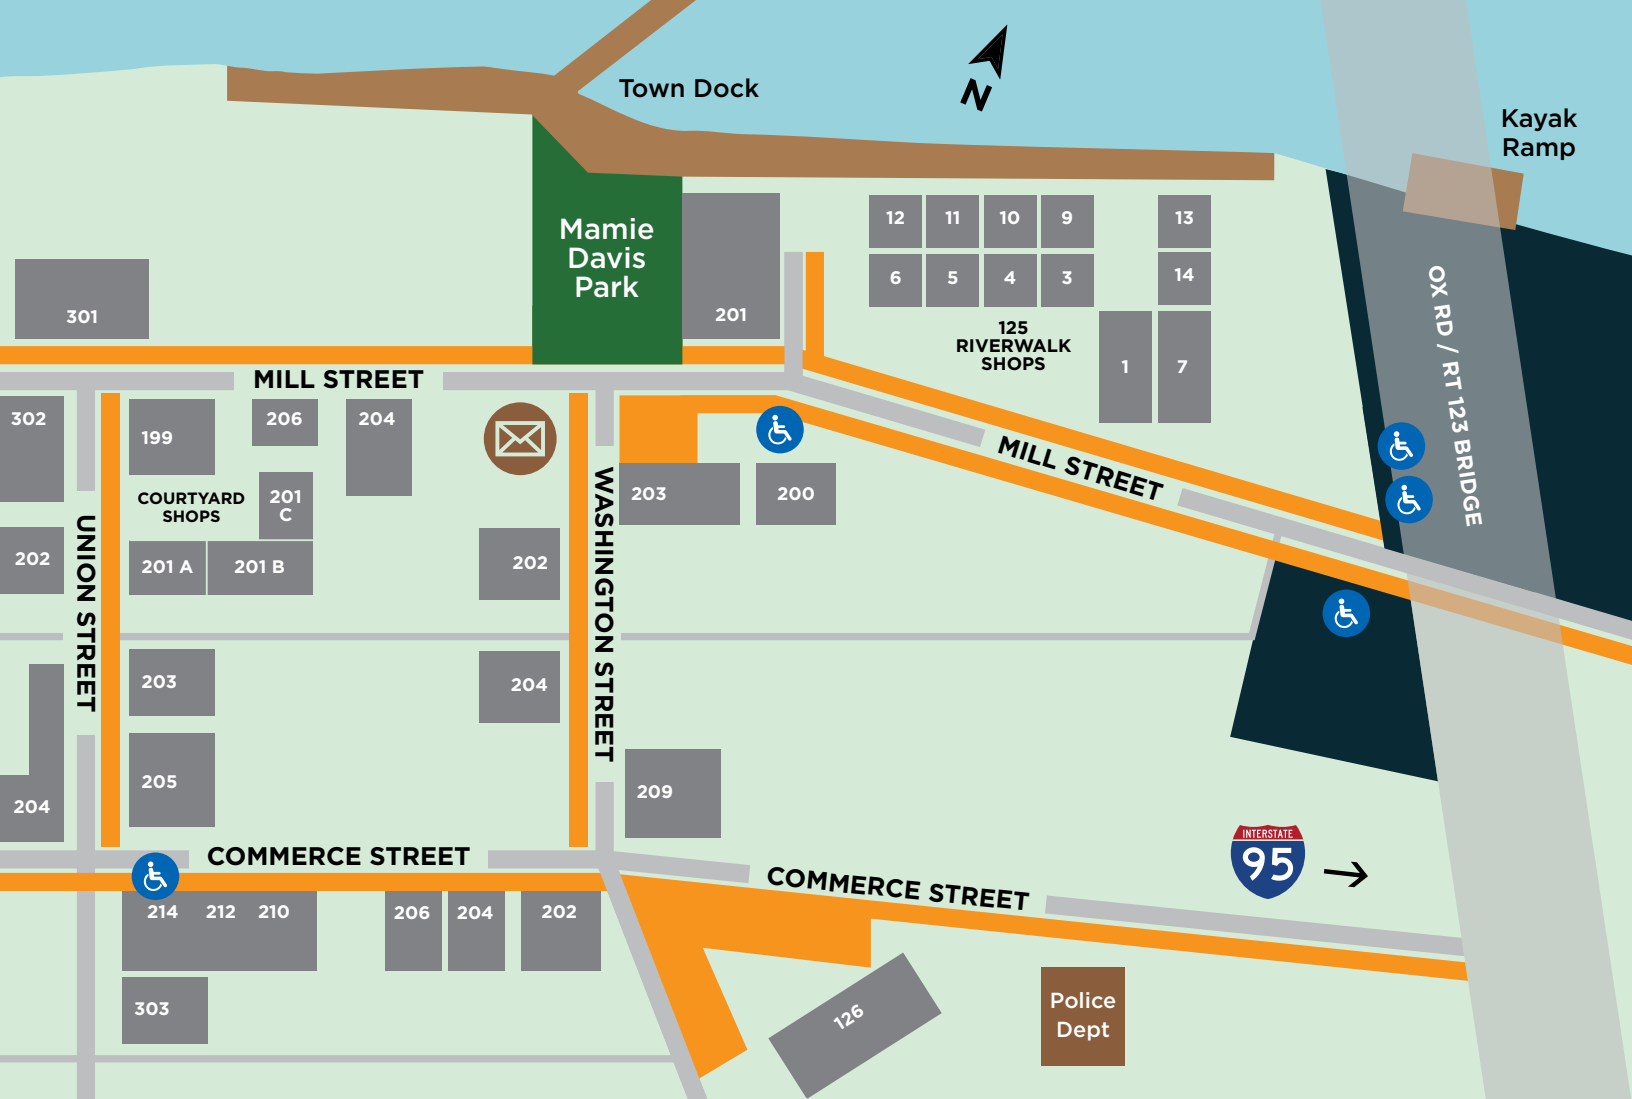 Town Dock
N
Kayak
Ramp
Mamie
Davis
Park
12
11
10
9
13
6
5
4
3
14
301
201
125
RIVERWALK
SHOPS
1
7
OX RD / RT 123 BRIDGE
MILL STREET
302
199
206
204
MILL STREET
COURTYARD
SHOPS
201
C
203
200
202
201 A
201 B
202
UNION STREET
WASHINGTON STREET
203
204
205
204
209
COMMERCE STREET
COMMERCE STREET
INTERSTATE
95
214
212
210
206
204
202
303
126
Police
Dept